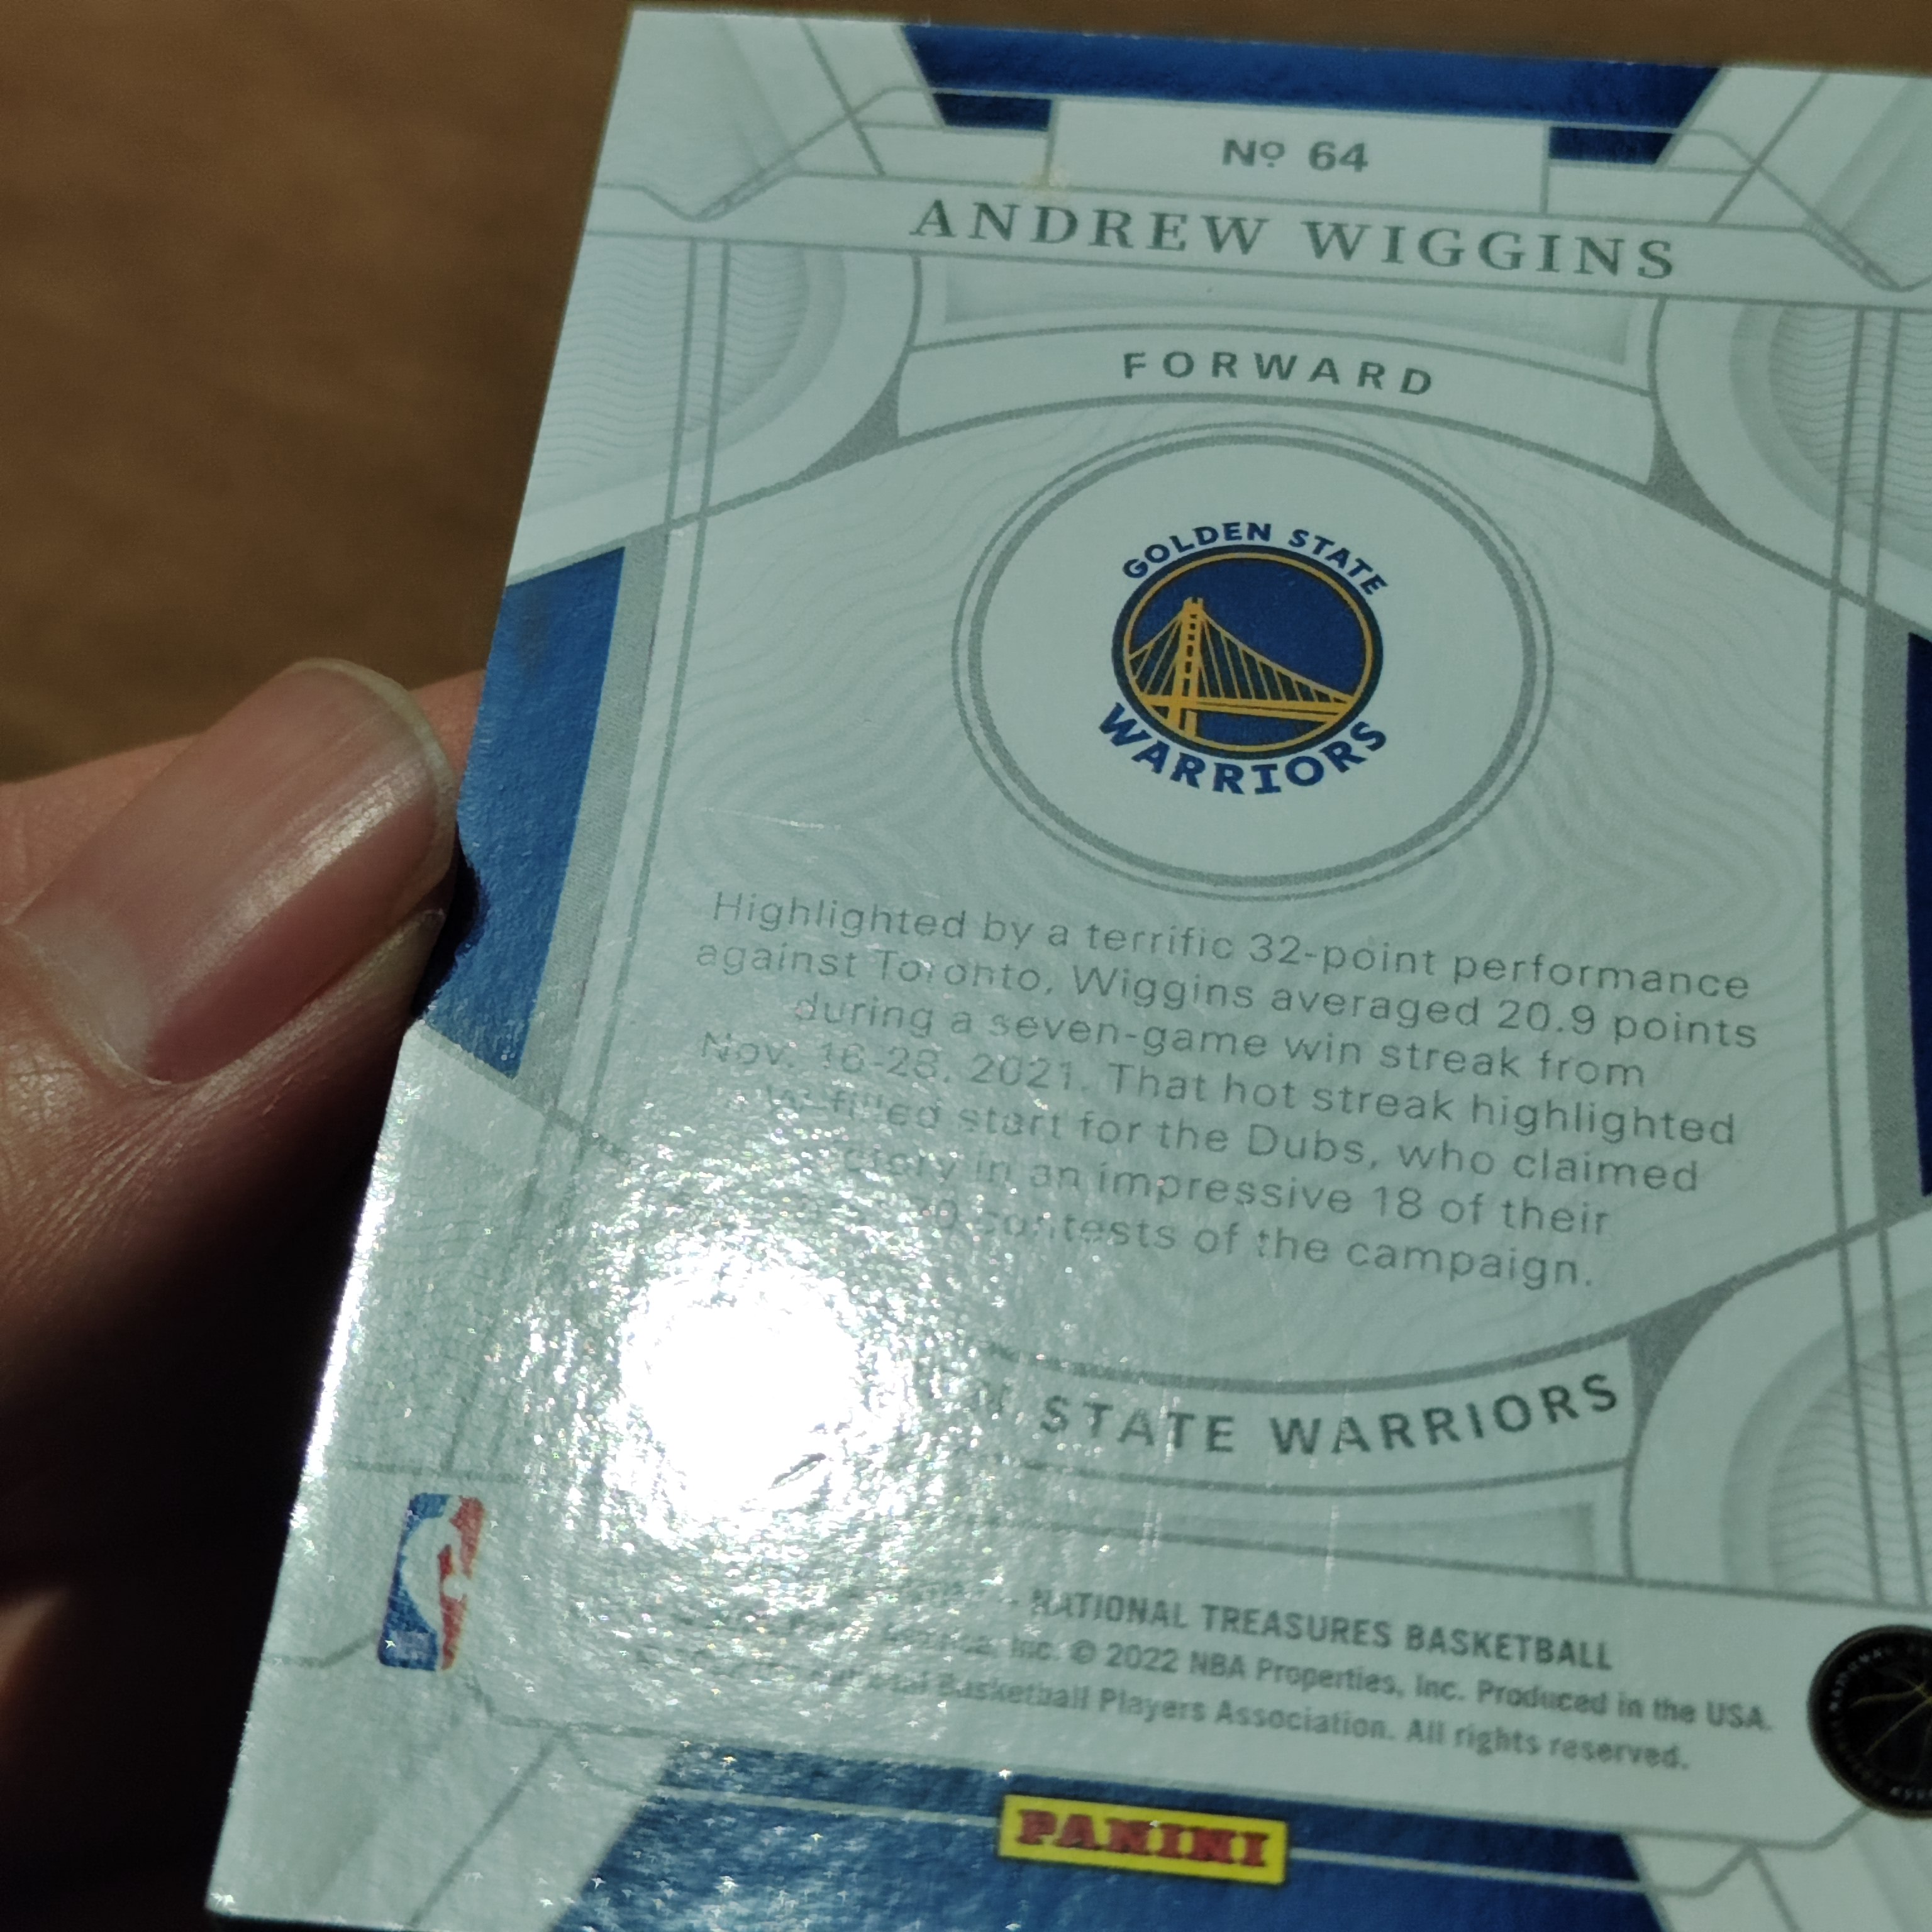 Nº 64
ANDREW WIGGINS
FORWARD
GOLDEN STATE
WARRIORS
Highlighted by a terrific 32-point performance
against Toronto, Wiggins averaged 20.9 points
during a seven-game win streak from
Nov. 16-28, 2021. That hot streak highlighted
start for the Dubs, who claimed
in an impressive 18 of their
contests of the campaign.
STATE WARRIORS
- NATIONAL TREASURES BASKETBALL
Inc. © 2022 NBA Properties, Inc. Produced in the USA.
Basketball Players Association. All rights reserved.
PANINI